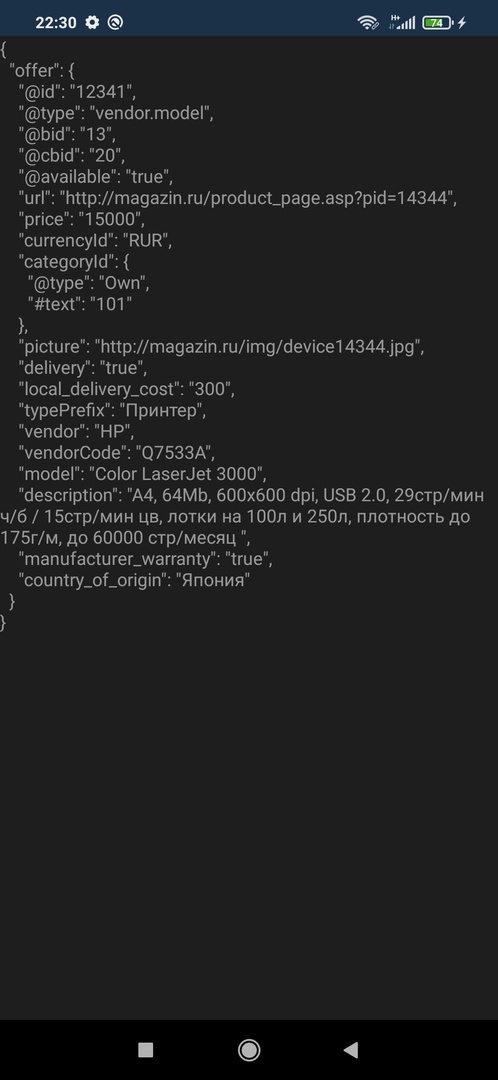 22:30
H+
74
{
"offer": {
"@id": "12341",
"@type": "vendor.model",
"@bid": "13",
"@cbid": "20",
"@available": "true",
"url": "http://magazin.ru/product_page.asp?pid=14344",
"price": "15000",
"currencyId": "RUR",
"categoryId": {
"@type": "Own",
"#text": "101"
},
"picture": "http://magazin.ru/img/device14344.jpg",
"delivery": "true",
"local_delivery_cost": "300",
"typePrefix": "Принтер",
"vendor": "HP",
"vendorCode": "Q7533A",
"model": "Color LaserJet 3000",
"description": "A4, 64Mb, 600x600 dpi, USB 2.0, 29стр/мин
ч/б / 15стр/мин цв, лотки на 100л и 250л, плотность до
175г/м, до 60000 стр/месяц ",
"manufacturer_warranty": "true",
"country_of_origin": "Япония"
}
}